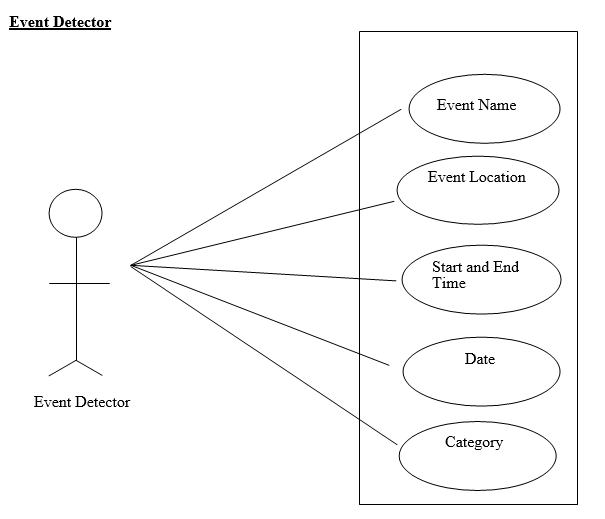 Event Detector
Event Name
Event Location
Start and End
Time
Date
Category
Event Detector